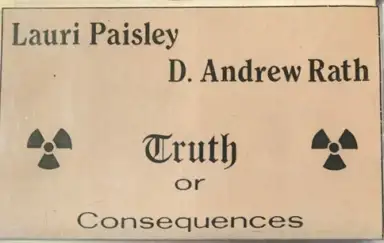 Lauri Paisley
D. Andrew Rath
Truth
or
Consequences